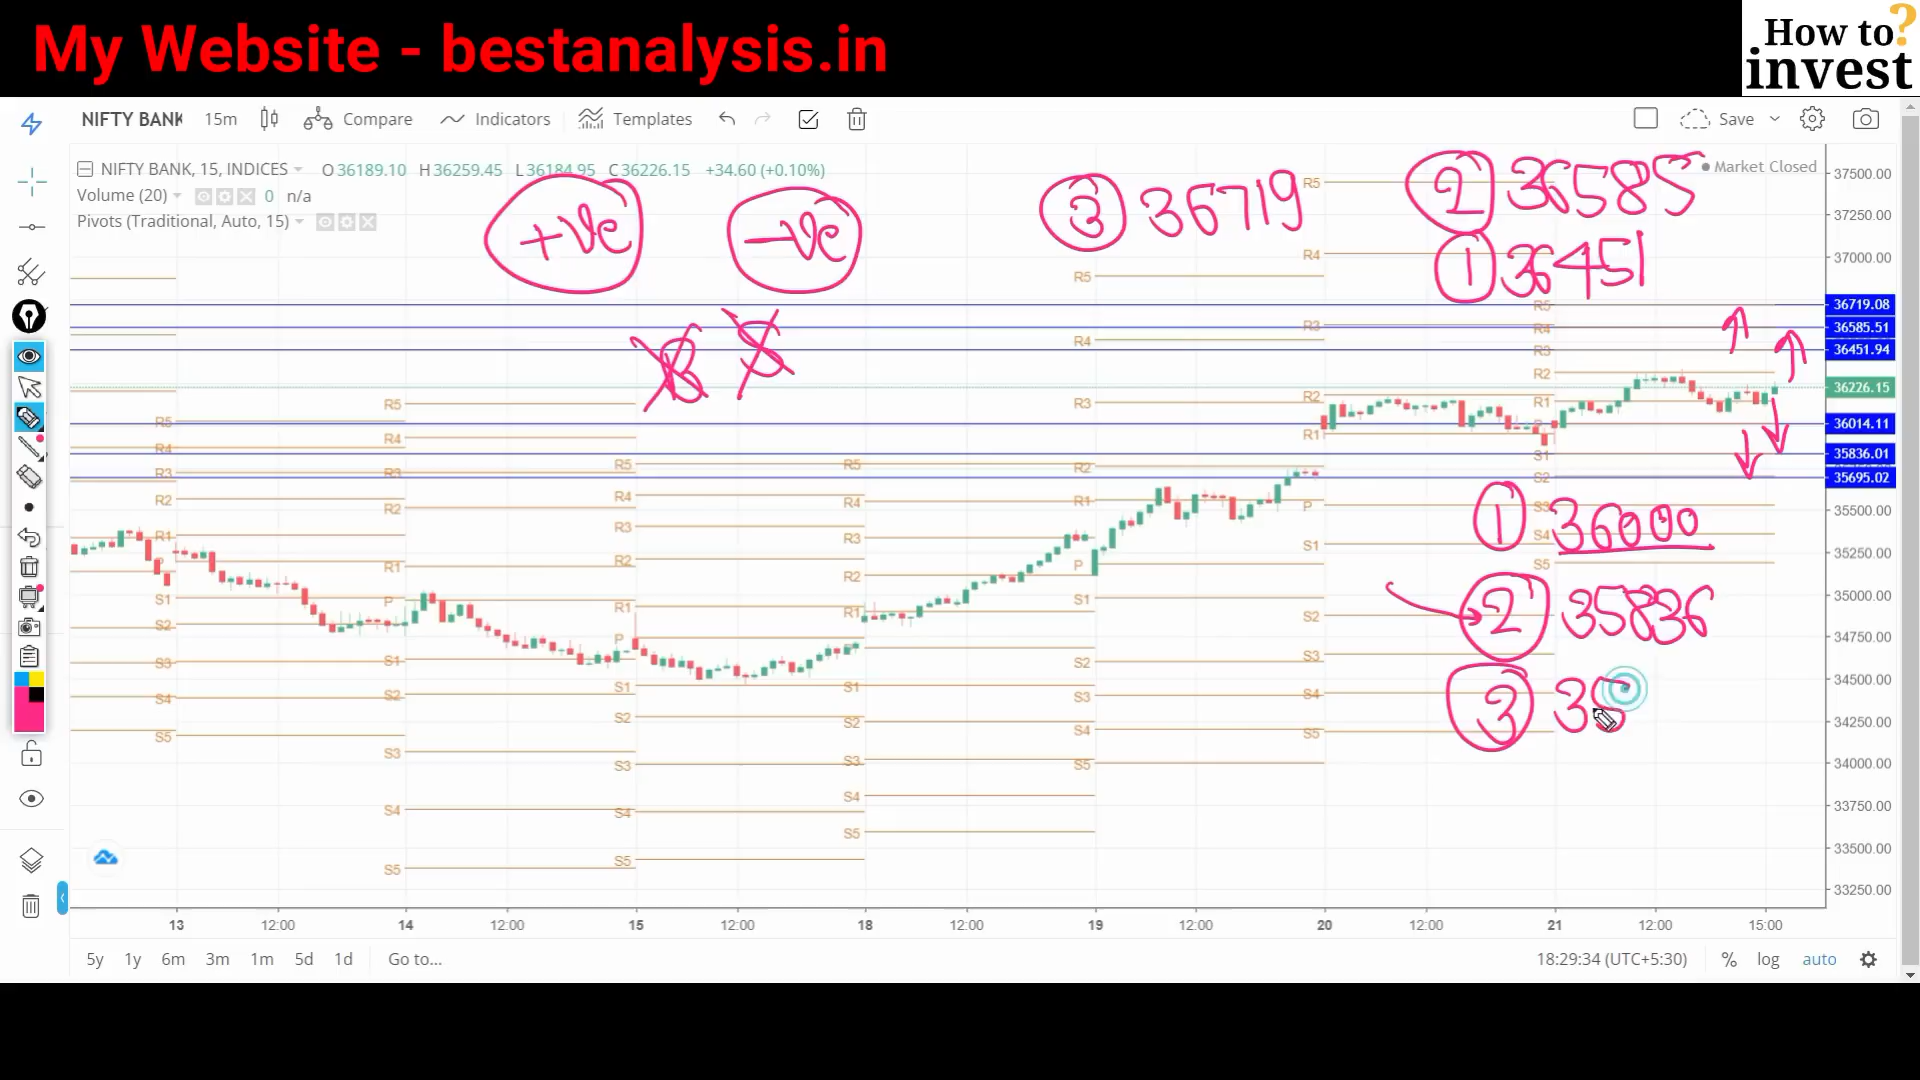 My Website - bestanalysis.in
How to?
invest
NIFTY BANK 15m Compare Indicators Templates Save
NIFTY BANK, 15, INDICES O36189.10 H36259.45 L36184.95 C36226.15 +34.60 (+0.10%)
Market Closed
Volume (20) 0 n/a
Pivots (Traditional, Auto, 15)
+ve
-ve
③ 36719
② 36585
① 36451
① 36000
② 35836
③ 35
37500.00
37250.00
37000.00
36719.08
36585.51
36451.94
36226.15
36014.11
35836.01
35695.02
35500.00
35250.00
35000.00
34750.00
34500.00
34250.00
34000.00
33750.00
33500.00
33250.00
R5
R4
R3
R2
R1
P
S1
S2
S3
S4
S5
13 12:00 14 12:00 15 12:00 18 12:00 19 12:00 20 12:00 21 12:00 15:00
5y 1y 6m 3m 1m 5d 1d Go to... 18:29:34 (UTC+5:30) % log auto